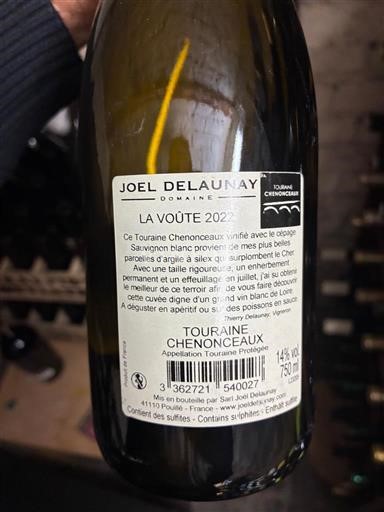 JOEL DELAUNAY
DOMAINE
TOURAINE
CHENONCEAUX
LA VOÛTE 2022
Ce Touraine Chenonceaux vinifié avec le cépage
Sauvignon blanc provient de mes plus belles
parcelles d'argile à silex qui surplombent le Cher.
Avec une taille rigoureuse, un enherbement
permanent et un effeuillage en juillet, j'ai su obtenir
le meilleur de ce terroir afin de vous faire découvrir
cette cuvée digne d'un grand vin blanc de Loire.
A déguster en apéritif ou sur des poissons en sauce
Thierry Delaunay, Vigneron
TOURAINE
CHENONCEAUX
Appellation Touraine Protégée
Produit de France
3 362721 540027
14% vol.
750 ml
Mis en bouteille par Sarl Joël Delaunay
41110 Pouillé - France - www.joeldelaunay.com
Contient des sulfites - Contains sulphites - Enthält sulfite